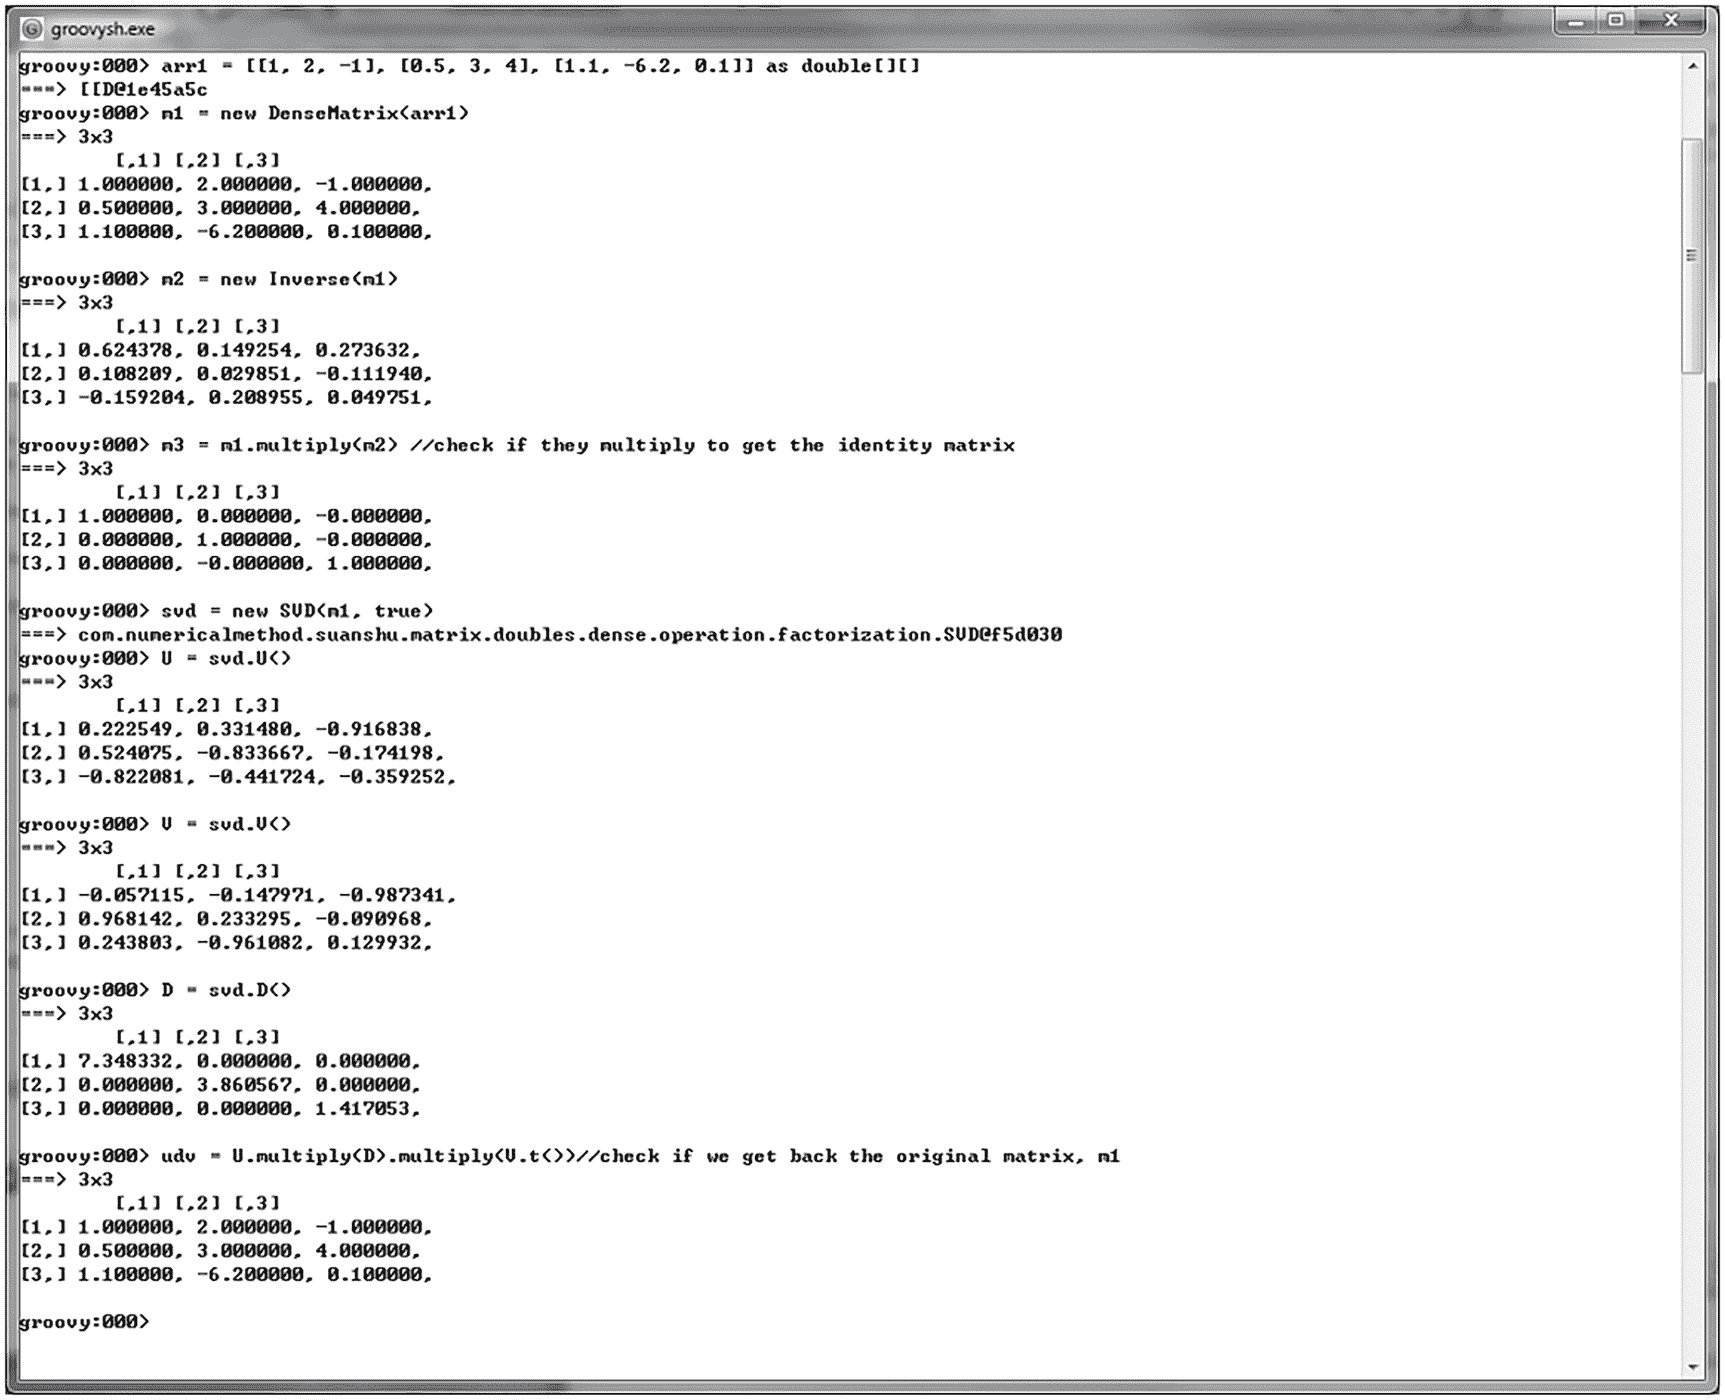 groovysh.exe
groovy:000> arr1 = [[1, 2, -1], [0.5, 3, 4], [1.1, -6.2, 0.1]] as double[][]
===> [[D@1e45a5c
groovy:000> m1 = new DenseMatrix(arr1)
===> 3x3
[,1] [,2] [,3]
[1,] 1.000000, 2.000000, -1.000000,
[2,] 0.500000, 3.000000, 4.000000,
[3,] 1.100000, -6.200000, 0.100000,
groovy:000> m2 = new Inverse(m1)
===> 3x3
[,1] [,2] [,3]
[1,] 0.624378, 0.149254, 0.273632,
[2,] 0.108209, 0.029851, -0.111940,
[3,] -0.159204, 0.208955, 0.049751,
groovy:000> m3 = m1.multiply(m2) //check if they multiply to get the identity matrix
===> 3x3
[,1] [,2] [,3]
[1,] 1.000000, 0.000000, -0.000000,
[2,] 0.000000, 1.000000, -0.000000,
[3,] 0.000000, -0.000000, 1.000000,
groovy:000> svd = new SVD(m1, true)
===> com.numericalmethod.suanshu.matrix.doubles.dense.operation.factorization.SVD@f5d030
groovy:000> U = svd.U()
===> 3x3
[,1] [,2] [,3]
[1,] 0.222549, 0.331480, -0.916838,
[2,] 0.524075, -0.833667, -0.174198,
[3,] -0.822081, -0.441724, -0.359252,
groovy:000> V = svd.V()
===> 3x3
[,1] [,2] [,3]
[1,] -0.057115, -0.147971, -0.987341,
[2,] 0.968142, 0.233295, -0.090968,
[3,] 0.243803, -0.961082, 0.129932,
groovy:000> D = svd.D()
===> 3x3
[,1] [,2] [,3]
[1,] 7.348332, 0.000000, 0.000000,
[2,] 0.000000, 3.860567, 0.000000,
[3,] 0.000000, 0.000000, 1.417053,
groovy:000> udv = U.multiply(D).multiply(V.t())//check if we get back the original matrix, m1
===> 3x3
[,1] [,2] [,3]
[1,] 1.000000, 2.000000, -1.000000,
[2,] 0.500000, 3.000000, 4.000000,
[3,] 1.100000, -6.200000, 0.100000,
groovy:000>